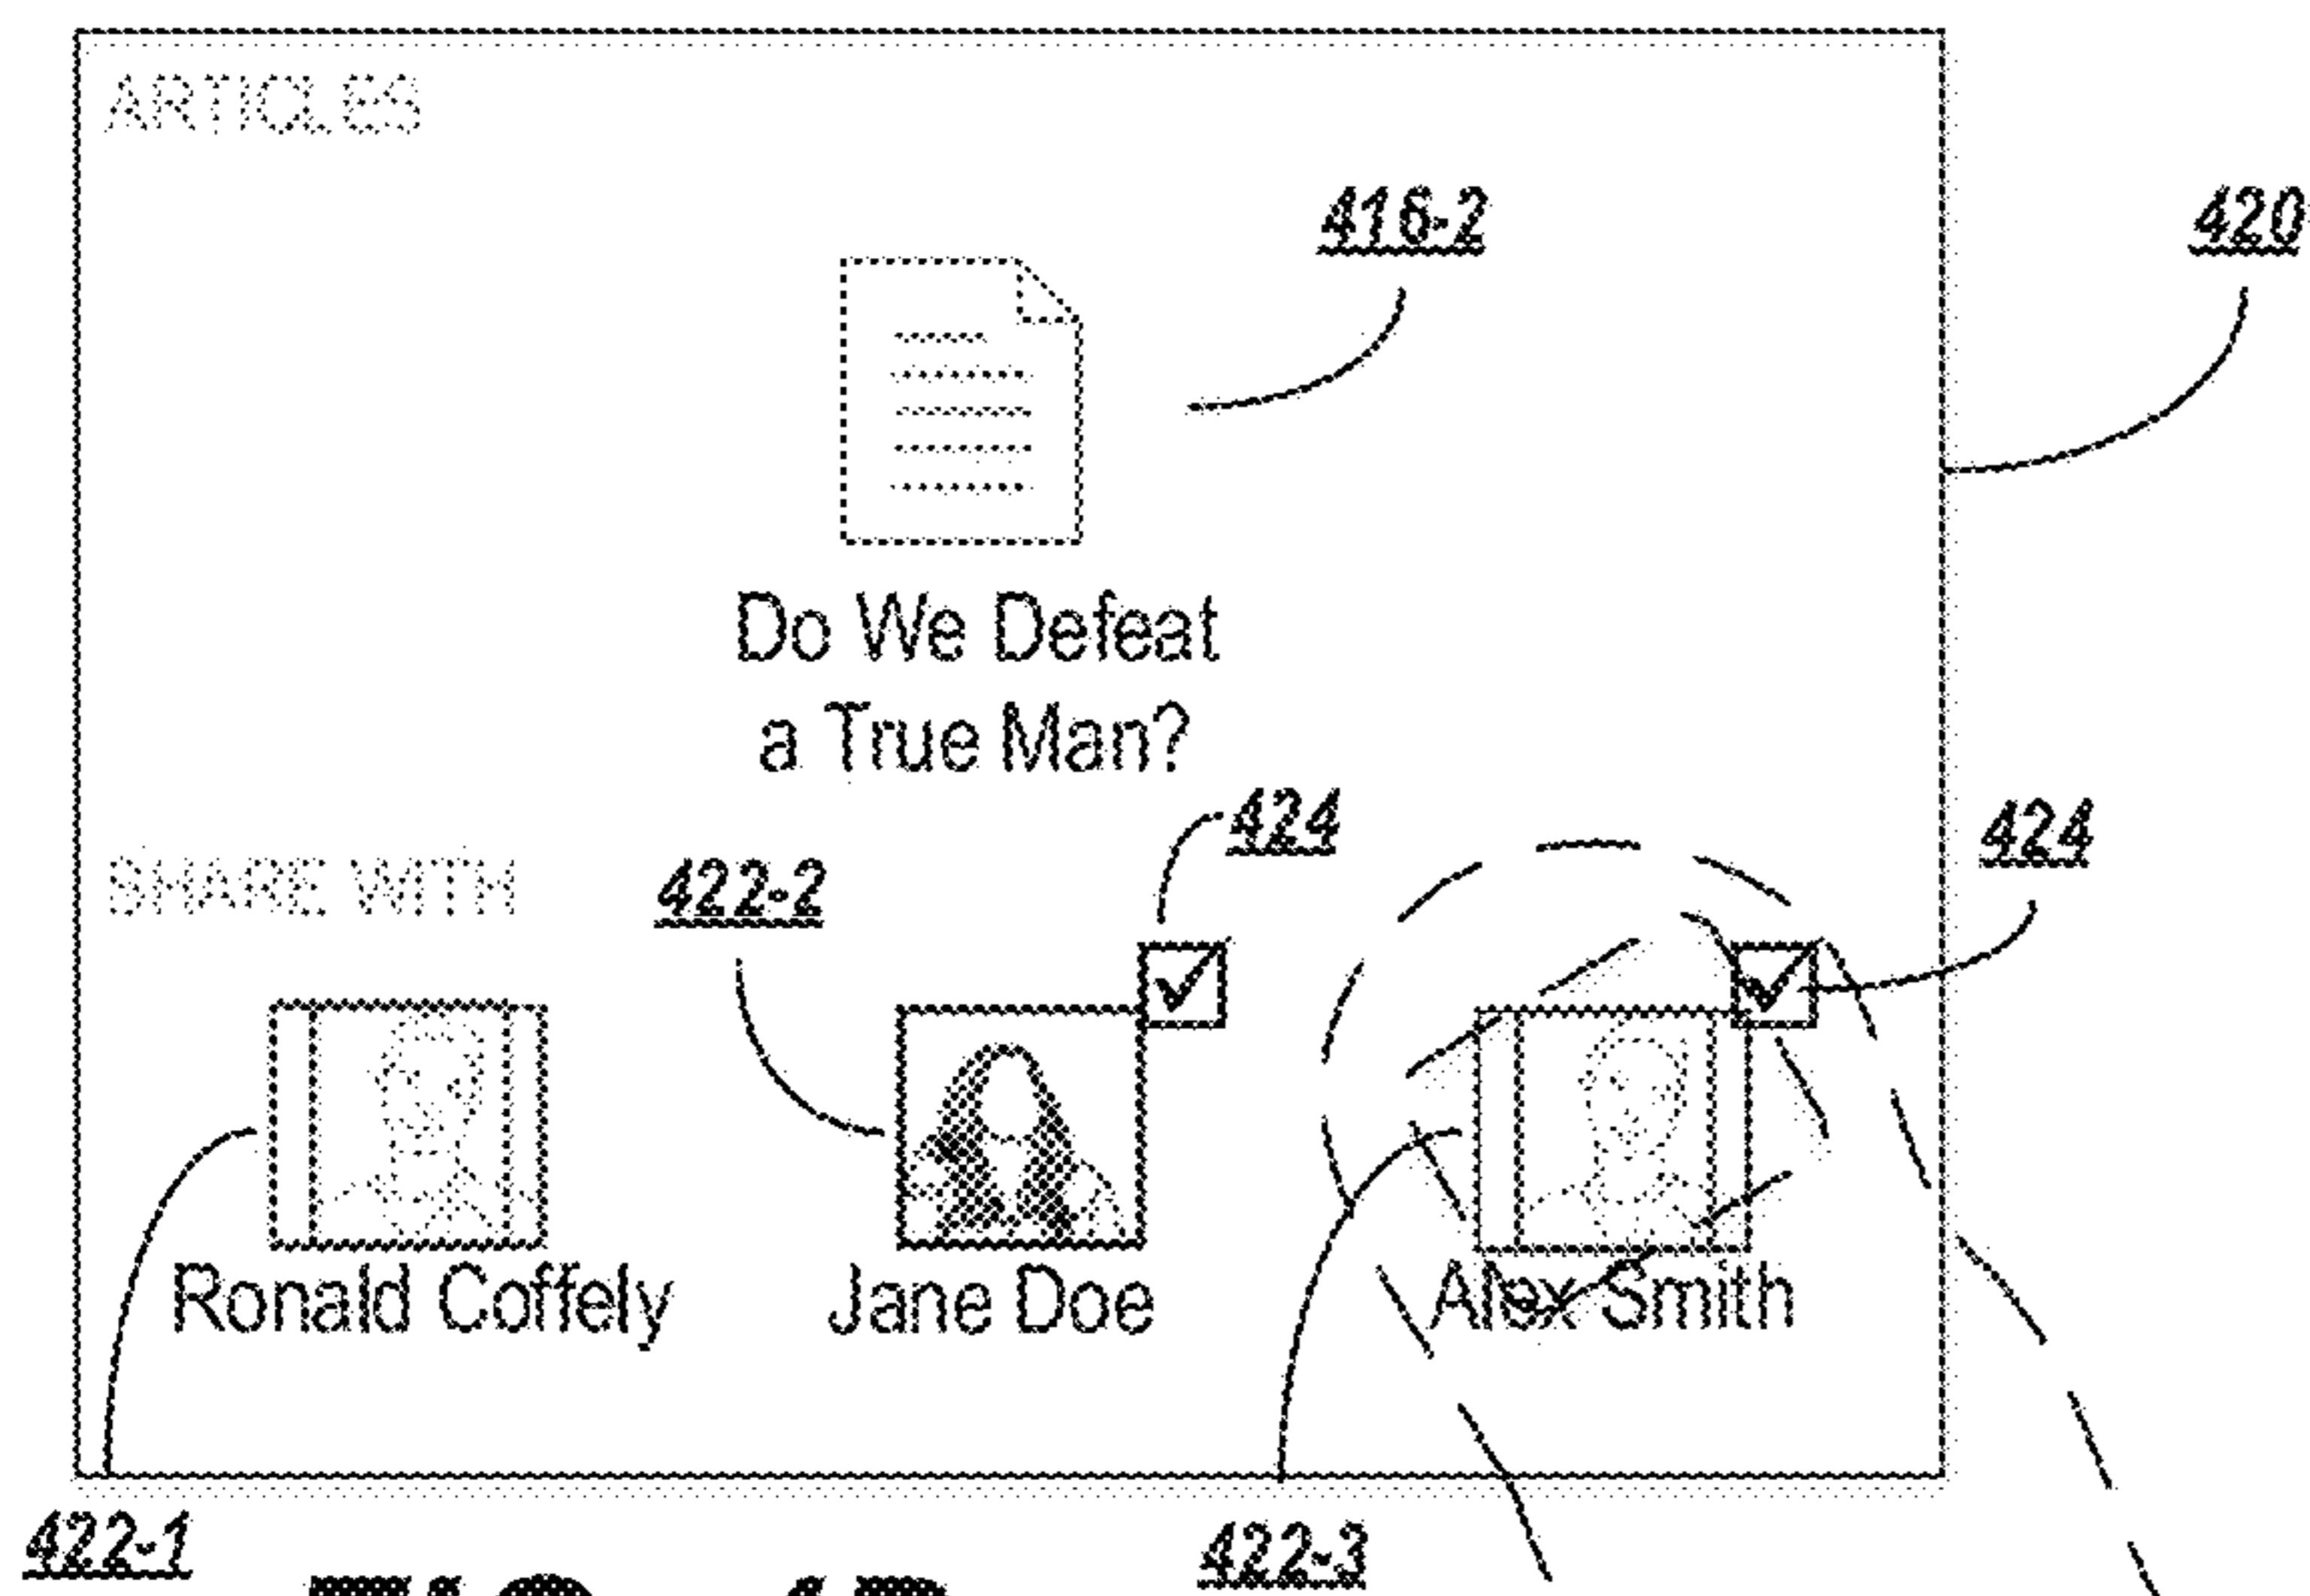 ARTICLES
416-2
420
Do We Defeat
a True Man?
424
424
SHARE WITH
422-2
Ronald Coffely
Jane Doe
Alex Smith
422-1
422-3